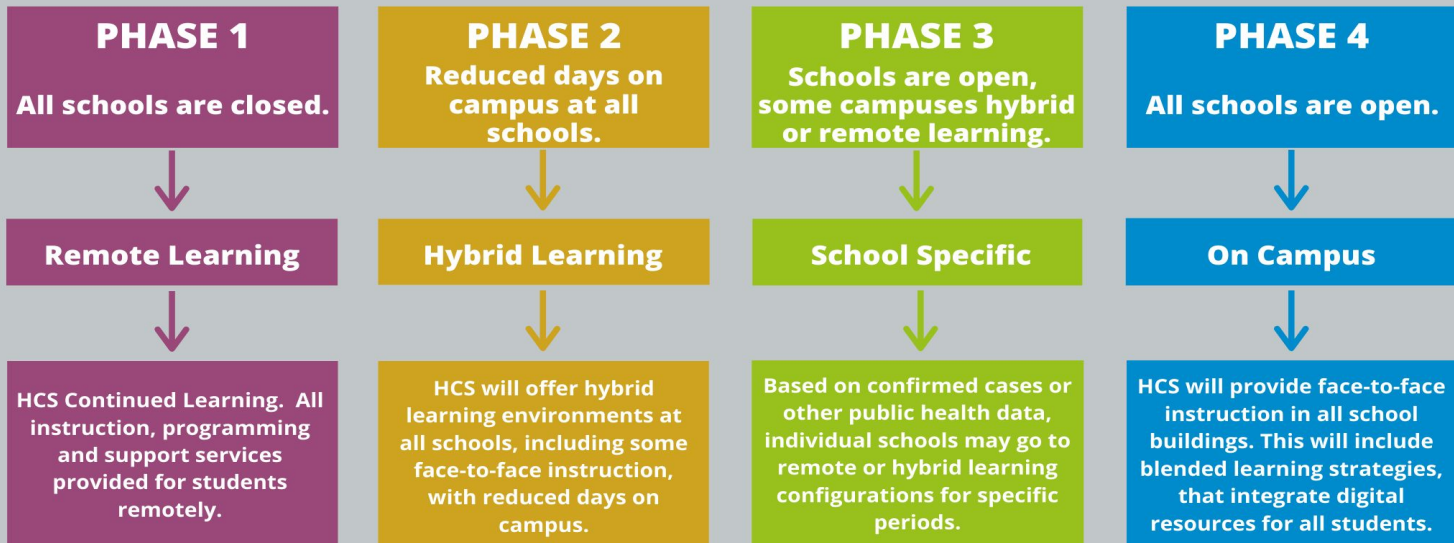 PHASE 1
All schools are closed.
Remote Learning
HCS Continued Learning. All
instruction, programming
and support services
provided for students
remotely.
PHASE 2
Reduced days on
campus at all
schools.
Hybrid Learning
HCS will offer hybrid
learning environments at
all schools, including some
face-to-face instruction,
with reduced days on
campus.
PHASE 3
Schools are open,
some campuses hybrid
or remote learning.
School Specific
Based on confirmed cases or
other public health data,
individual schools may go to
remote or hybrid learning
configurations for specific
periods.
PHASE 4
All schools are open.
On Campus
HCS will provide face-to-face
instruction in all school
buildings. This will include
blended learning strategies,
that integrate digital
resources for all students.